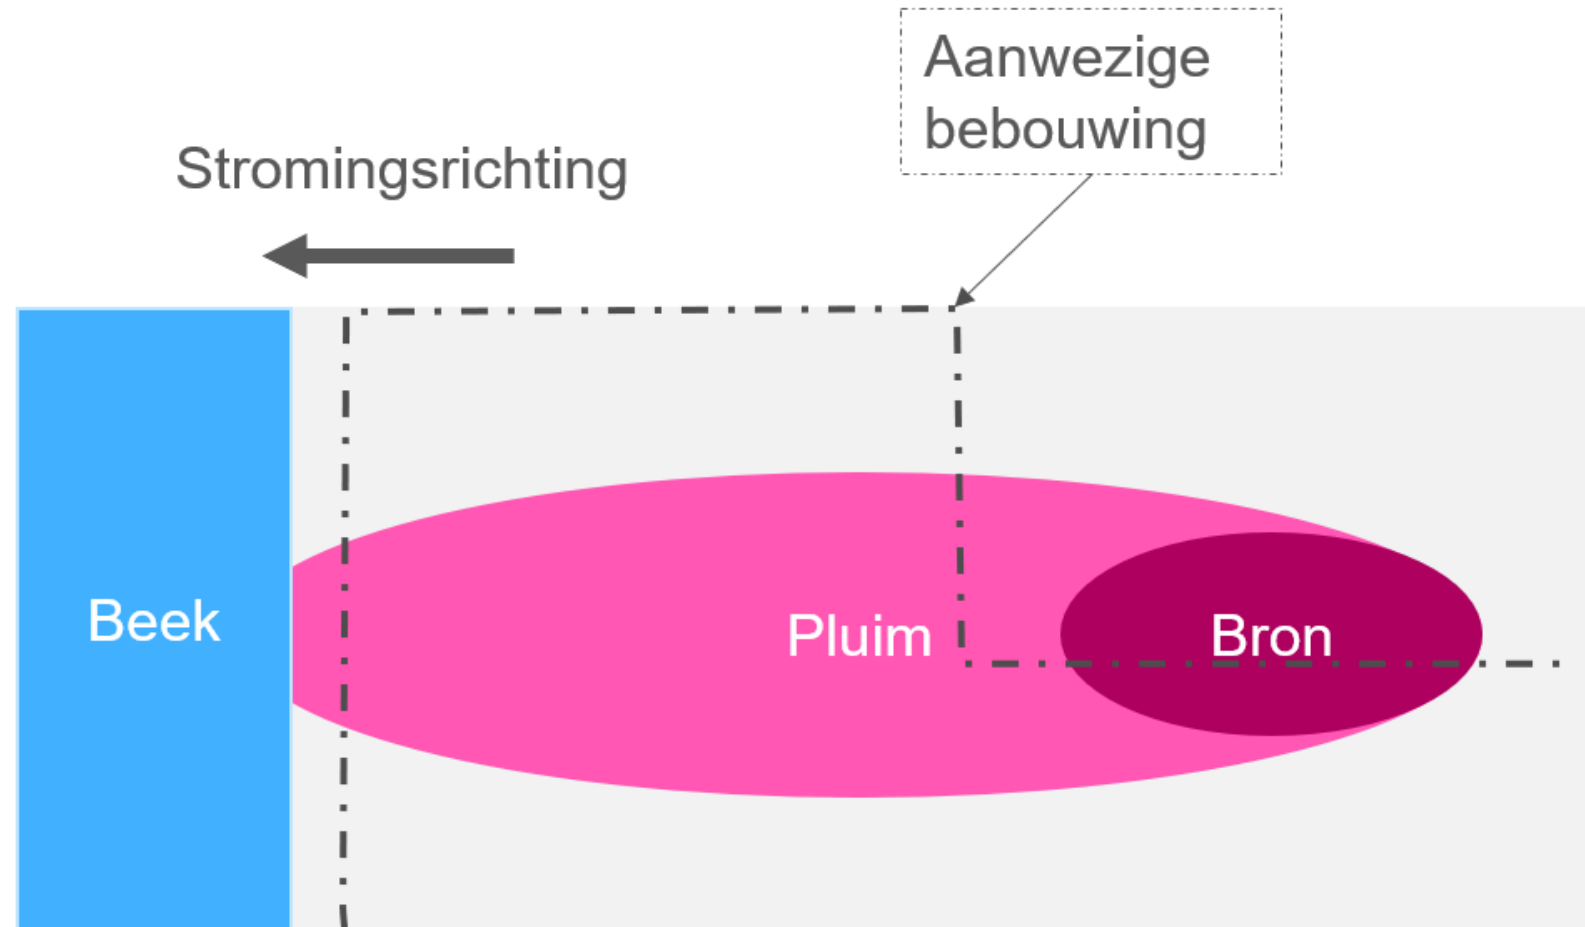 Aanwezige
bebouwing
Stromingsrichting
Beek
Pluim
Bron